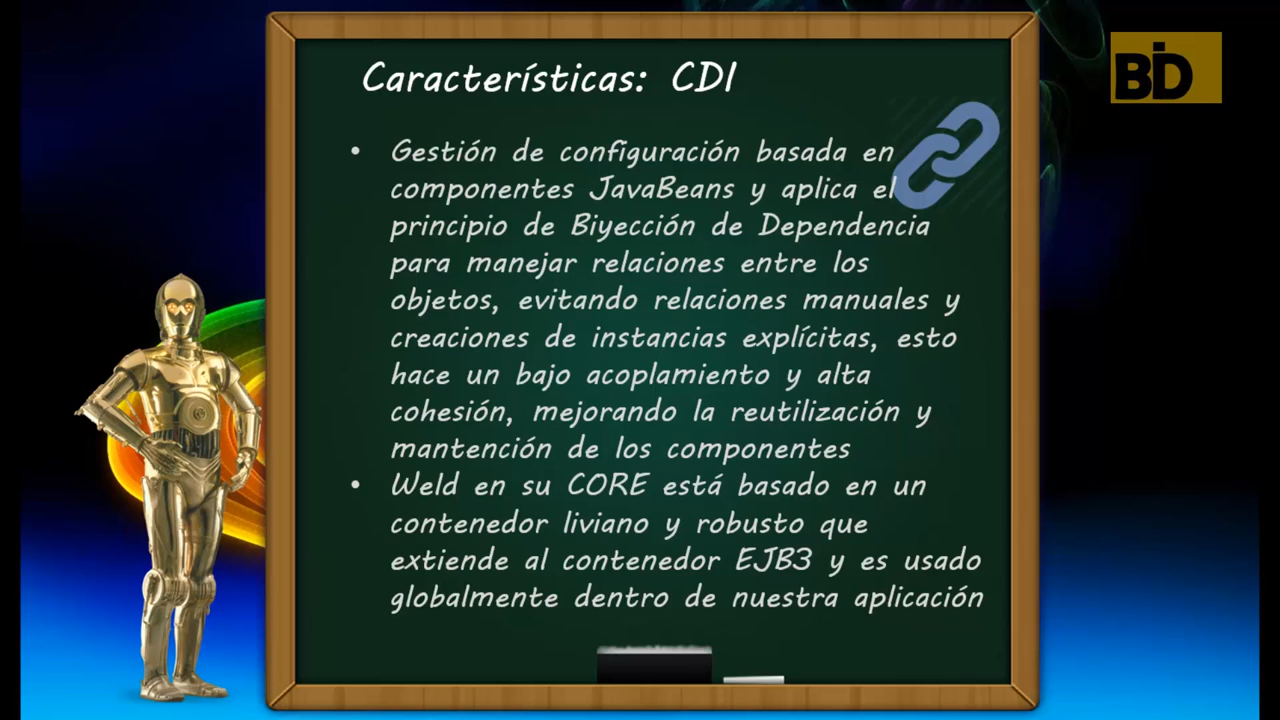 Características: CDI
BID
• Gestión de configuración basada en
componentes JavaBeans y aplica el
principio de Biyección de Dependencia
para manejar relaciones entre los
objetos, evitando relaciones manuales y
creaciones de instancias explícitas, esto
hace un bajo acoplamiento y alta
cohesión, mejorando la reutilización y
mantención de los componentes
• Weld en su CORE está basado en un
contenedor liviano y robusto que
extiende al contenedor EJB3 y es usado
globalmente dentro de nuestra aplicación